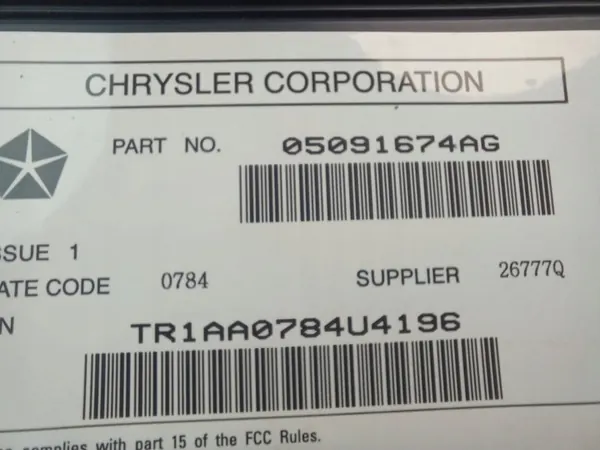 CHRYSLER CORPORATION
PART NO. 05091674AG
SSUE 1
ATE CODE 0784 SUPPLIER 26777Q
N
TR1AA0784U4196
complies with part 15 of the FCC Rules.